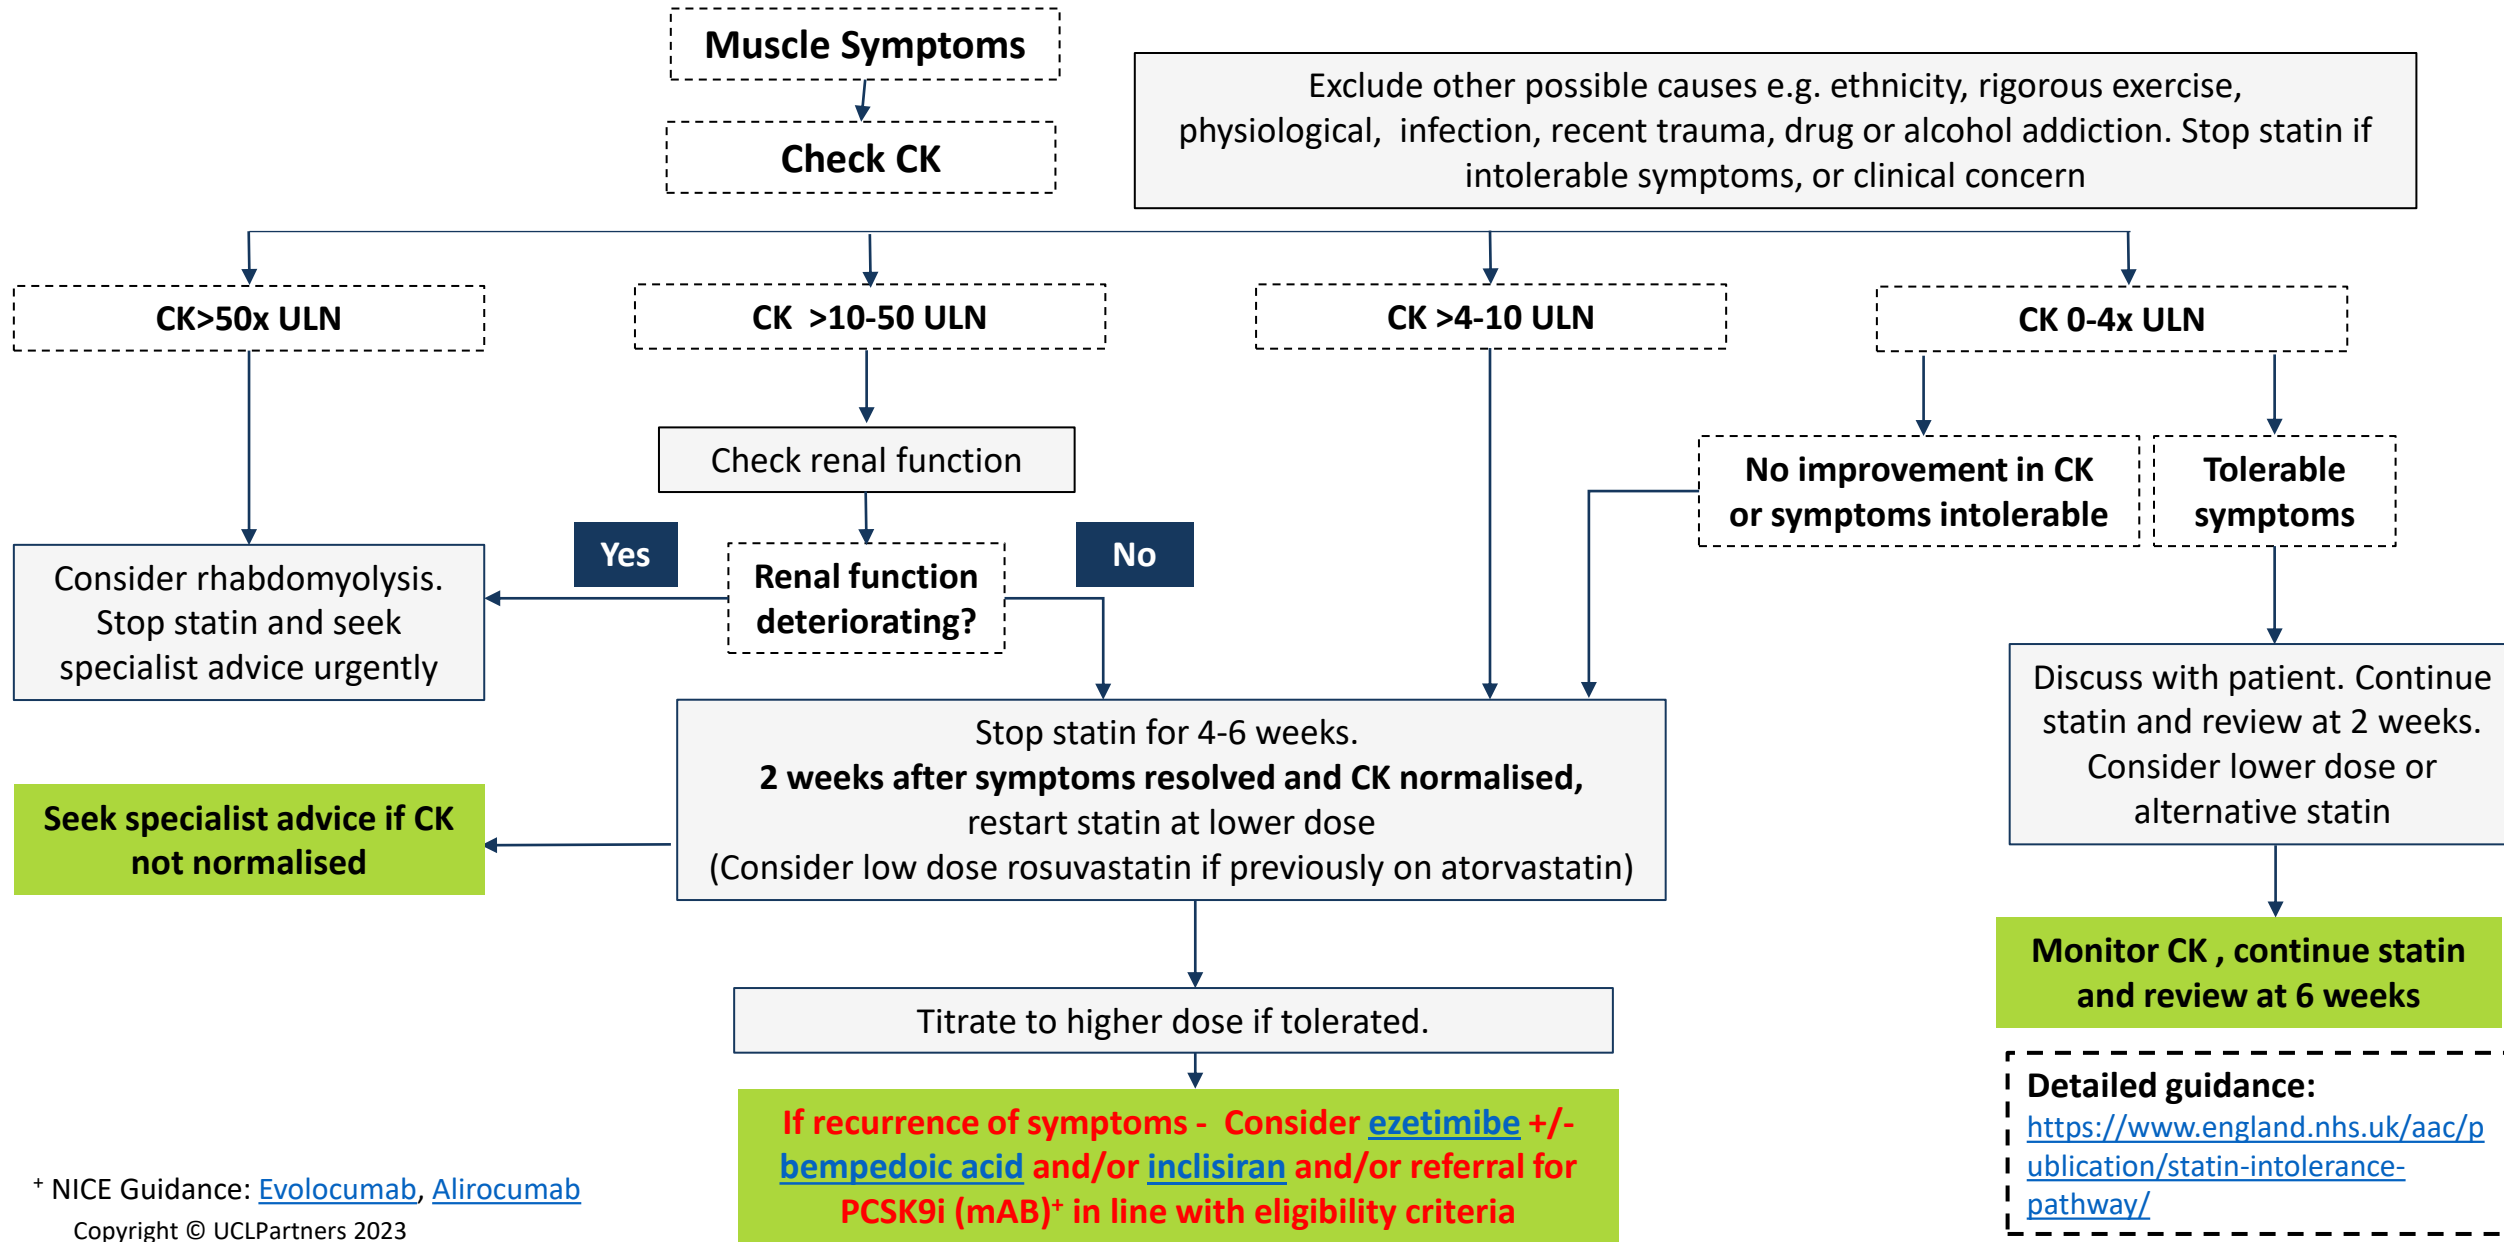 Muscle Symptoms
Check CK
Exclude other possible causes e.g. ethnicity, rigorous exercise,
physiological, infection, recent trauma, drug or alcohol addiction. Stop statin if
intolerable symptoms, or clinical concern
CK>50x ULN
CK >10-50 ULN
CK >4-10 ULN
CK 0-4x ULN
Check renal function
No improvement in CK
or symptoms intolerable
Tolerable
symptoms
Yes
No
Renal function
deteriorating?
Consider rhabdomyolysis.
Stop statin and seek
specialist advice urgently
Discuss with patient. Continue
statin and review at 2 weeks.
Consider lower dose or
alternative statin
Stop statin for 4-6 weeks.
2 weeks after symptoms resolved and CK normalised,
restart statin at lower dose
(Consider low dose rosuvastatin if previously on atorvastatin)
Seek specialist advice if CK
not normalised
Monitor CK , continue statin
and review at 6 weeks
Titrate to higher dose if tolerated.
If recurrence of symptoms - Consider ezetimibe +/-
bempedoic acid and/or inclisiran and/or referral for
PCSK9i (mAB)+ in line with eligibility criteria
Detailed guidance:
https://www.england.nhs.uk/aac/p
ublication/statin-intolerance-
pathway/
+ NICE Guidance: Evolocumab, Alirocumab
Copyright © UCLPartners 2023